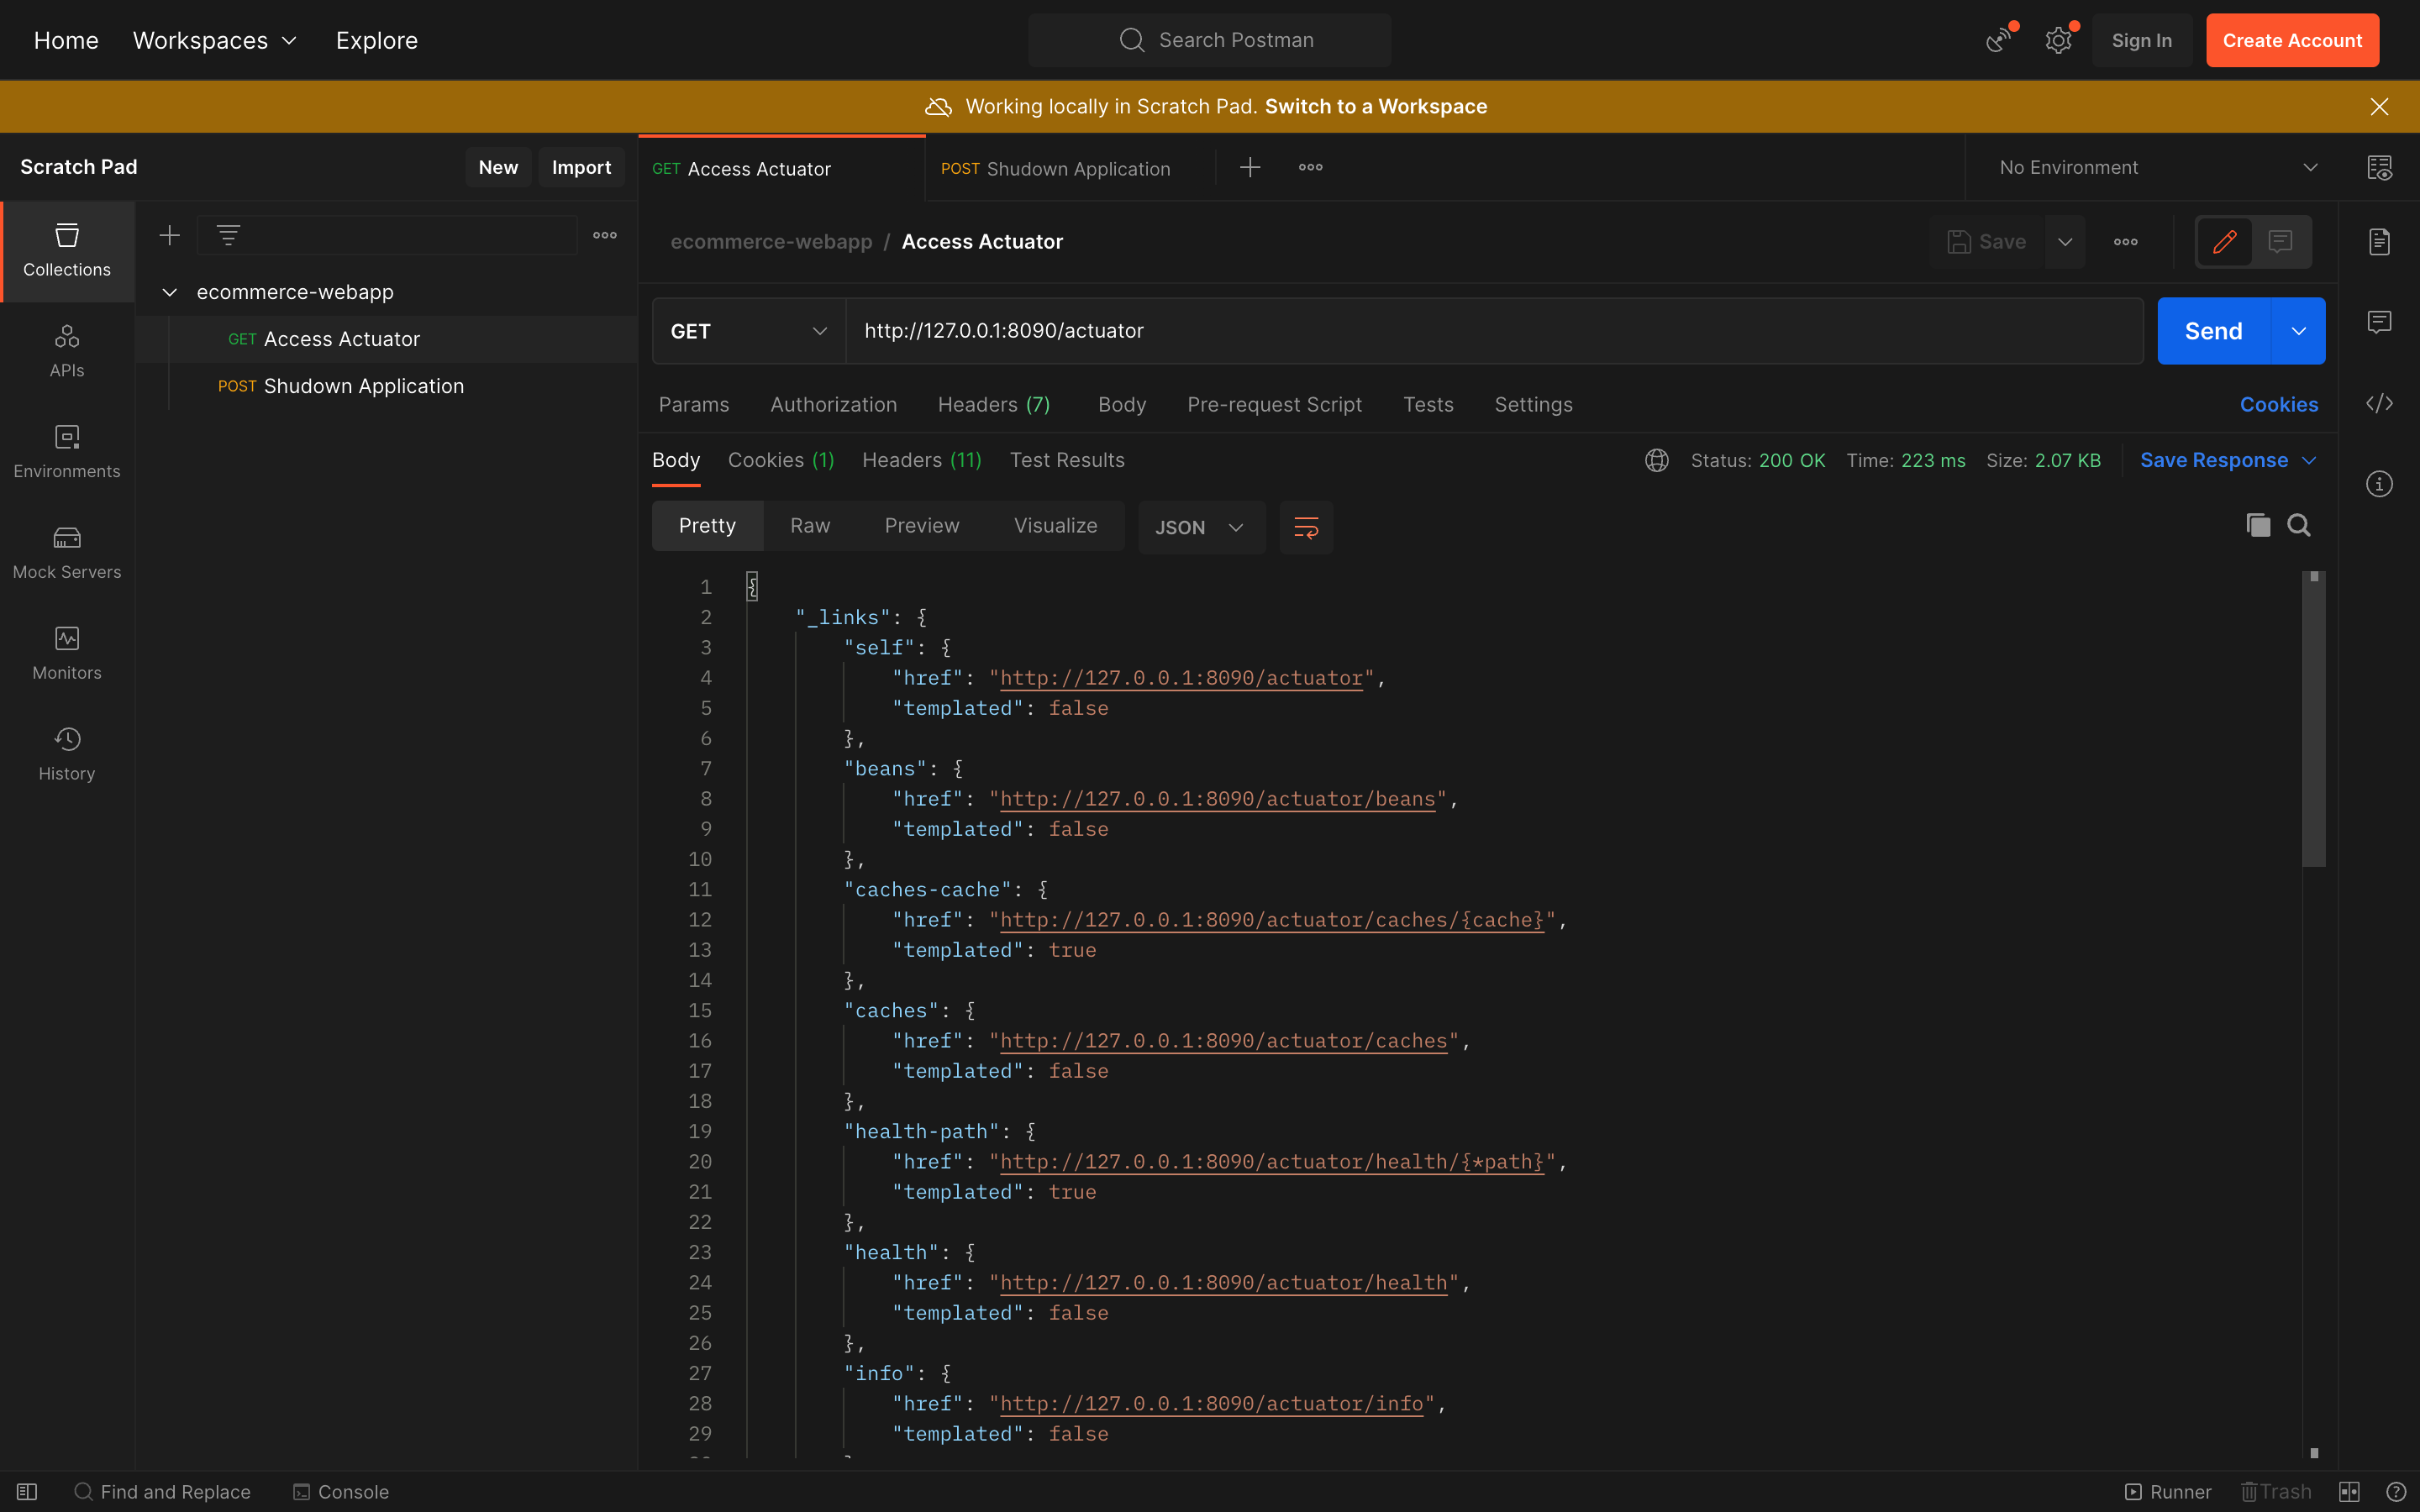 Home Workspaces Explore Search Postman Sign In Create Account
Working locally in Scratch Pad. Switch to a Workspace
Scratch Pad New Import
GET Access Actuator POST Shudown Application No Environment
Collections
APIs
Environments
Mock Servers
Monitors
History
ecommerce-webapp
GET Access Actuator
POST Shudown Application
ecommerce-webapp / Access Actuator Save
GET http://127.0.0.1:8090/actuator Send
Params Authorization Headers (7) Body Pre-request Script Tests Settings Cookies
Body Cookies (1) Headers (11) Test Results Status: 200 OK Time: 223 ms Size: 2.07 KB Save Response
Pretty Raw Preview Visualize JSON
1 {
2 "_links": {
3 "self": {
4 "href": "http://127.0.0.1:8090/actuator",
5 "templated": false
6 },
7 "beans": {
8 "href": "http://127.0.0.1:8090/actuator/beans",
9 "templated": false
10 },
11 "caches-cache": {
12 "href": "http://127.0.0.1:8090/actuator/caches/{cache}",
13 "templated": true
14 },
15 "caches": {
16 "href": "http://127.0.0.1:8090/actuator/caches",
17 "templated": false
18 },
19 "health-path": {
20 "href": "http://127.0.0.1:8090/actuator/health/{*path}",
21 "templated": true
22 },
23 "health": {
24 "href": "http://127.0.0.1:8090/actuator/health",
25 "templated": false
26 },
27 "info": {
28 "href": "http://127.0.0.1:8090/actuator/info",
29 "templated": false
Find and Replace Console Runner Trash